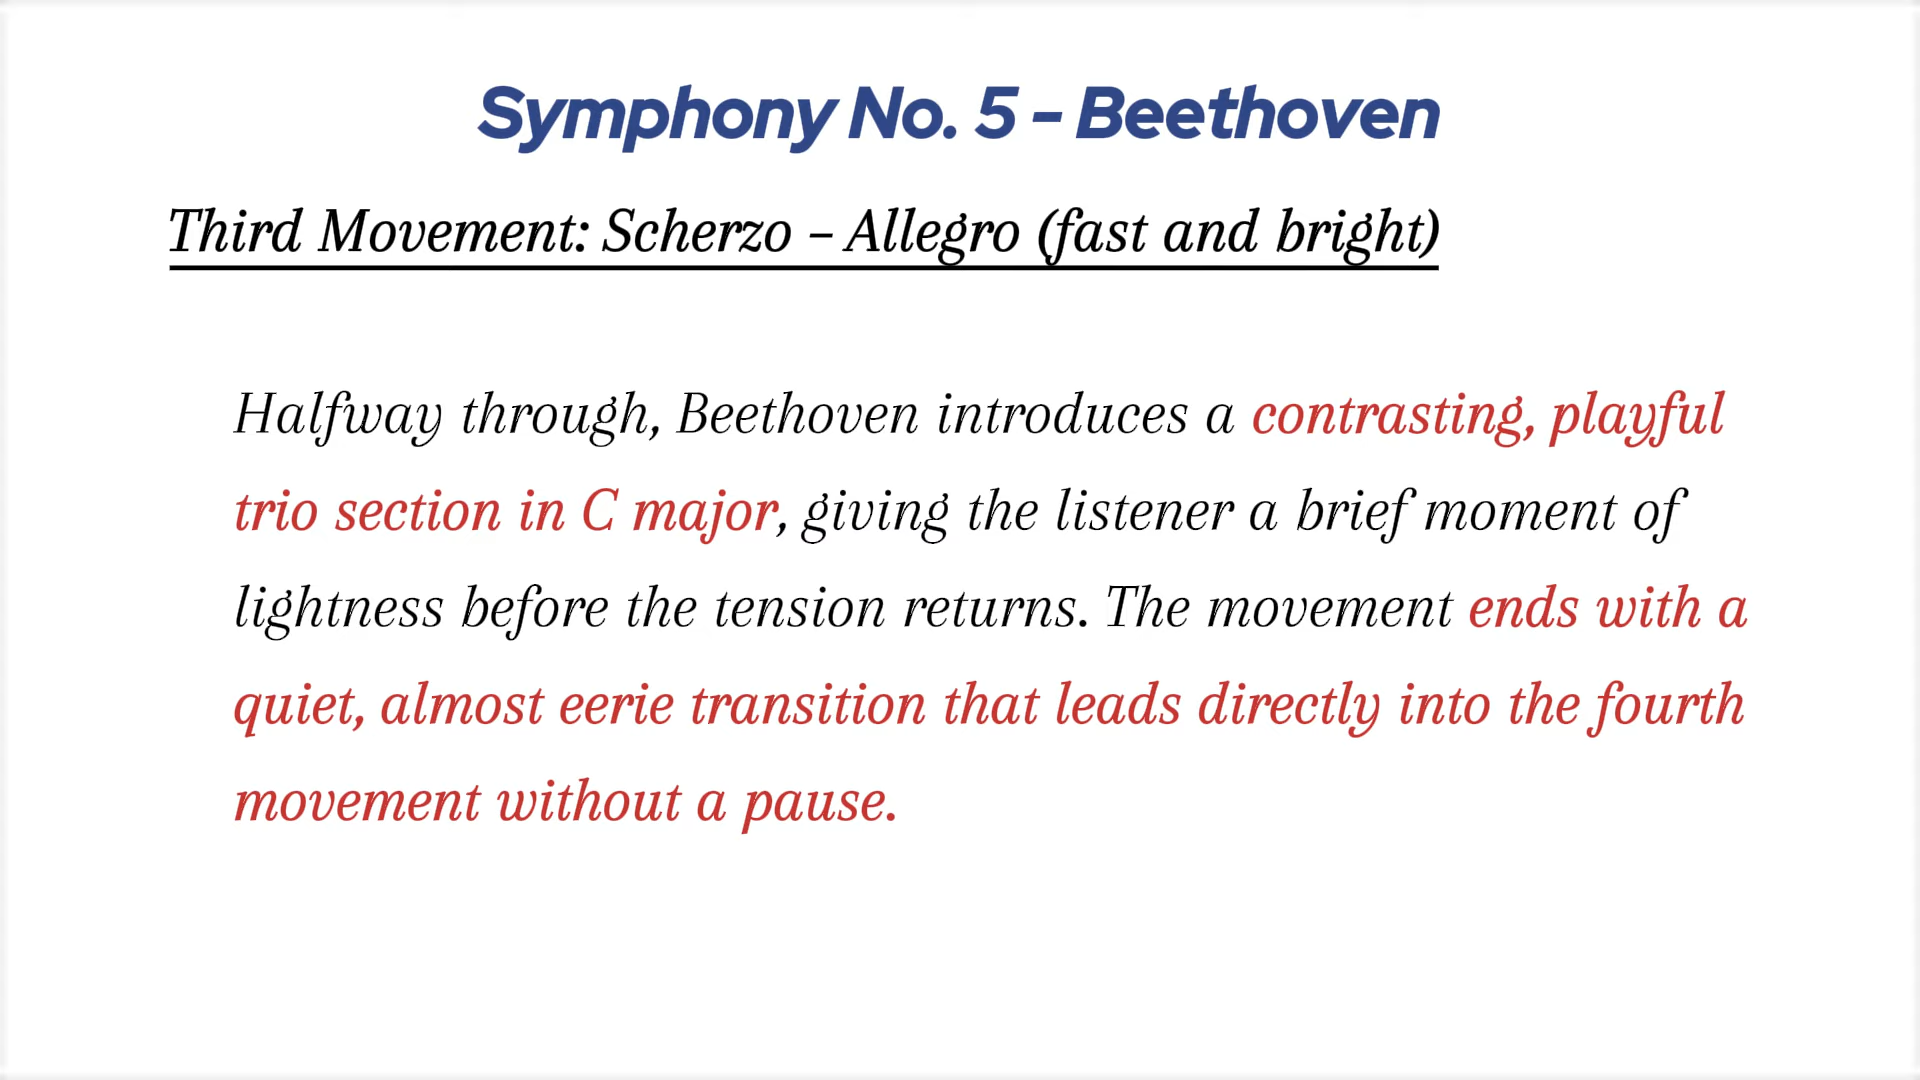 Symphony No. 5 – Beethoven
Third Movement: Scherzo – Allegro (fast and bright)
Halfway through, Beethoven introduces a contrasting, playful
trio section in C major, giving the listener a brief moment of
lightness before the tension returns. The movement ends with a
quiet, almost eerie transition that leads directly into the fourth
movement without a pause.